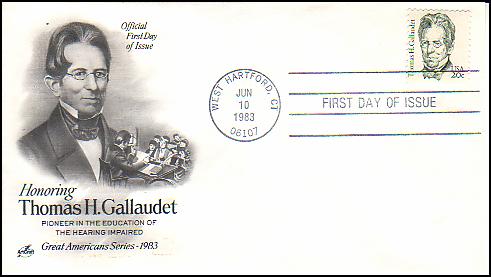 Official
First Day
of Issue
Honoring
Thomas H. Gallaudet
PIONEER IN THE EDUCATION OF
THE HEARING IMPAIRED
Great Americans Series - 1983
ArtCraft
WEST HARTFORD, CT
JUN
10
1983
06107
FIRST DAY OF ISSUE
Thomas H. Gallaudet
USA
20c